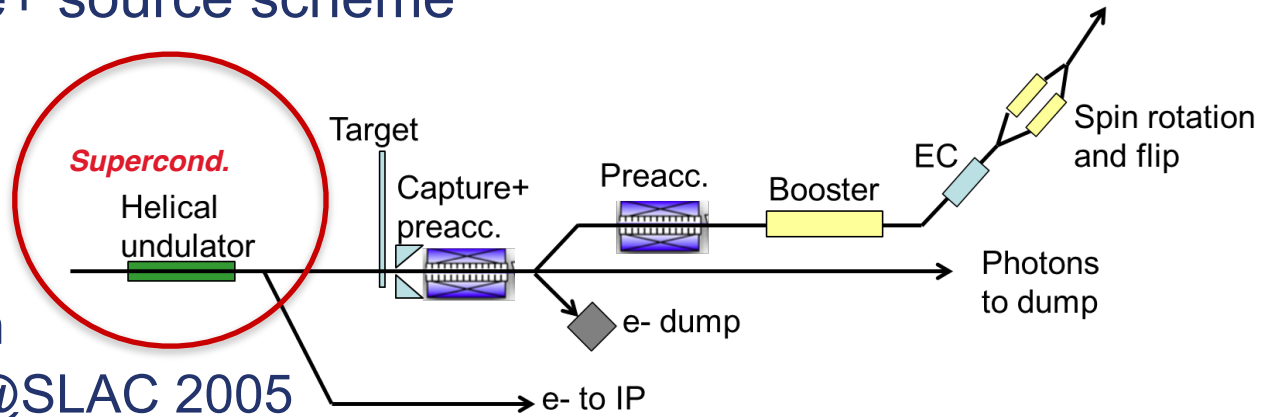 e+ source scheme
Supercond.
Helical
undulator
Target
Capture+
preacc.
Preacc.
Booster
EC
Spin rotation
and flip
Photons
to dump
e- dump
e- to IP
@SLAC 2005